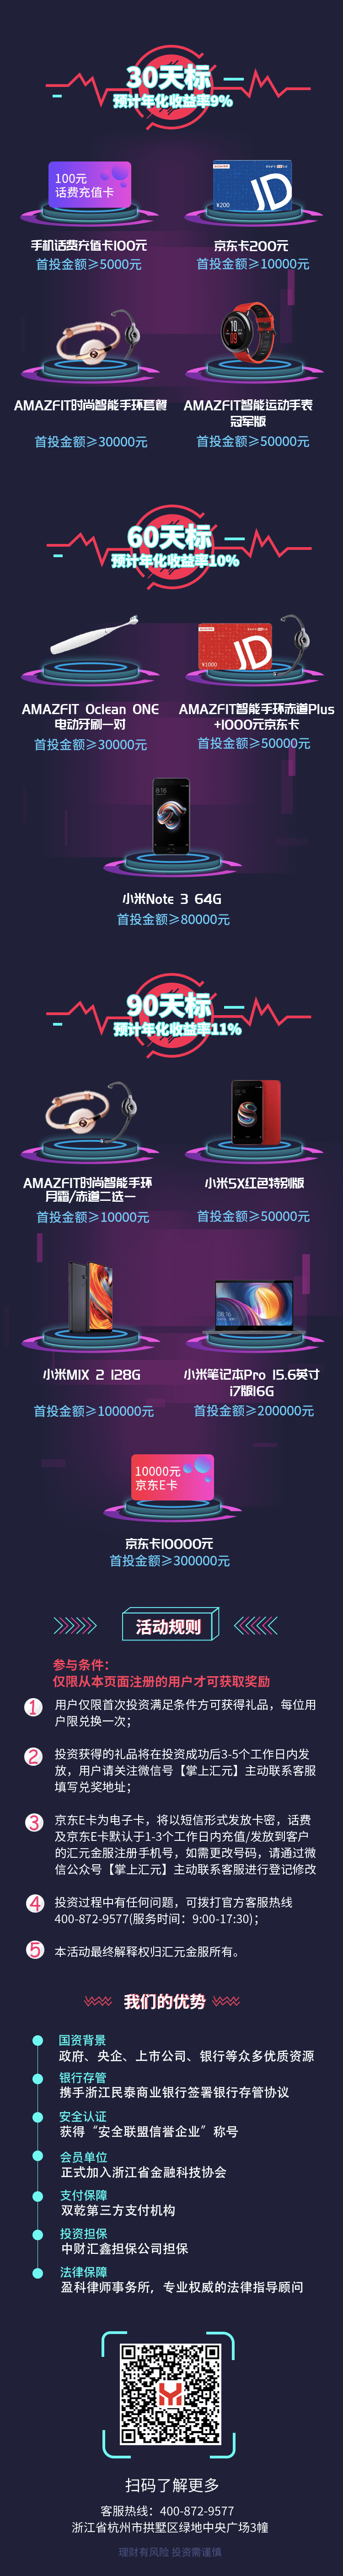 30天标
预计年化收益率9%
100元
话费充值卡
¥200
JD
手机话费充值卡100元
首投金额≥5000元
京东卡200元
首投金额≥10000元
AMAZFIT时尚智能手环套餐
首投金额≥30000元
AMAZFIT智能运动手表
冠军版
首投金额≥50000元
60天标
预计年化收益率10%
¥1000
JD
AMAZFIT Oclean ONE
电动牙刷一对
首投金额≥30000元
AMAZFIT智能手环赤道Plus
+1000元京东卡
首投金额≥50000元
8:16
小米Note 3 64G
首投金额≥80000元
90天标
预计年化收益率11%
AMAZFIT时尚智能手环
月霜/赤道二选一
首投金额≥10000元
小米5X红色特别版
首投金额≥50000元
小米MIX 2 128G
首投金额≥100000元
08:16
小米笔记本Pro 15.6英寸
i7版16G
首投金额≥200000元
10000元
京东E卡
京东卡10000元
首投金额≥300000元
活动规则
参与条件：
仅限从本页面注册的用户才可获取奖励
1 用户仅限首次投资满足条件方可获得礼品，每位用
户限兑换一次；
2 投资获得的礼品将在投资成功后3-5个工作日内发
放，用户请关注微信号【掌上汇元】主动联系客服
填写兑奖地址；
3 京东E卡为电子卡，将以短信形式发放卡密，话费
及京东E卡默认于1-3个工作日内充值/发放到客户
的汇元金服注册手机号，如需更改号码，请通过微
信公众号【掌上汇元】主动联系客服进行登记修改
4 投资过程中有任何问题，可拨打官方客服热线
400-872-9577(服务时间：9:00-17:30)；
5 本活动最终解释权归汇元金服所有。
我们的优势
国资背景
政府、央企、上市公司、银行等众多优质资源
银行存管
携手浙江民泰商业银行签署银行存管协议
安全认证
获得“安全联盟信誉企业”称号
会员单位
正式加入浙江省金融科技协会
支付保障
双乾第三方支付机构
投资担保
中财汇鑫担保公司担保
法律保障
盈科律师事务所，专业权威的法律指导顾问
扫码了解更多
客服热线：400-872-9577
浙江省杭州市拱墅区绿地中央广场3幢
理财有风险 投资需谨慎